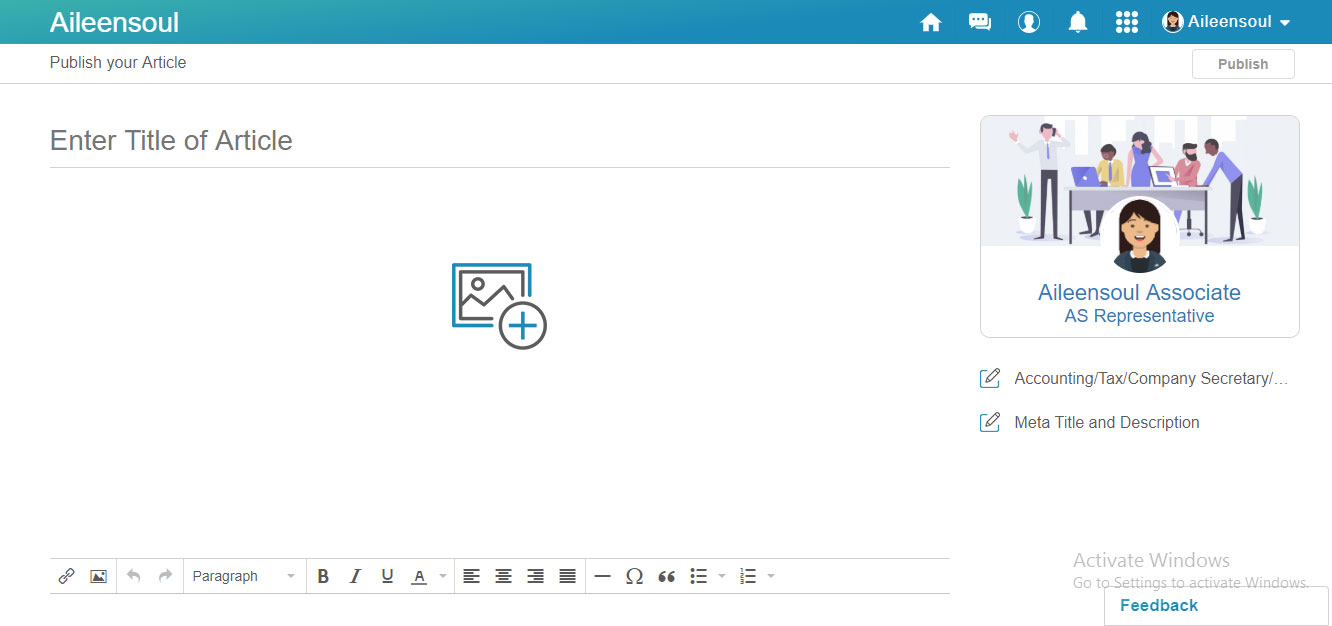 Aileensoul
Aileensoul
Publish your Article
Publish
Enter Title of Article
Aileensoul Associate
AS Representative
Accounting/Tax/Company Secretary/...
Meta Title and Description
Paragraph
B I U A
Activate Windows
Go to Settings to activate Windows.
Feedback